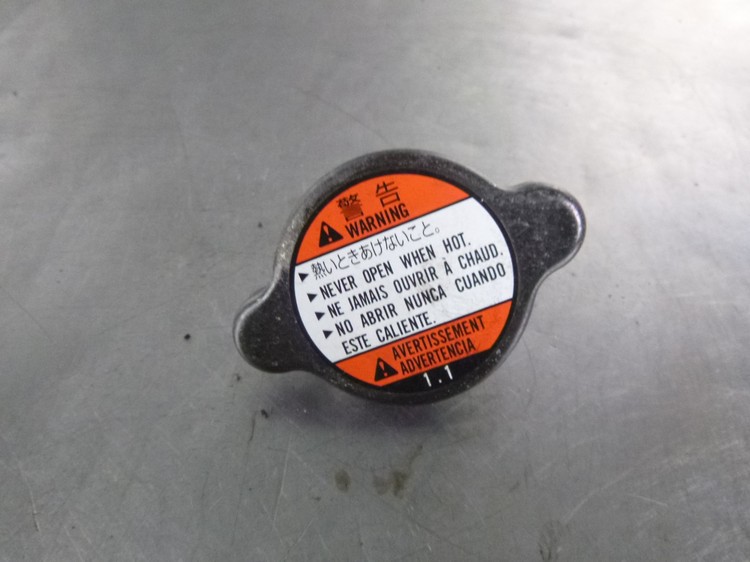 警告
WARNING
▶熱いときあけないこと。
▶NEVER OPEN WHEN HOT.
▶NE JAMAIS OUVRIR À CHAUD.
▶NO ABRIR NUNCA CUANDO
ESTE CALIENTE.
AVERTISSEMENT
ADVERTENCIA
1.1